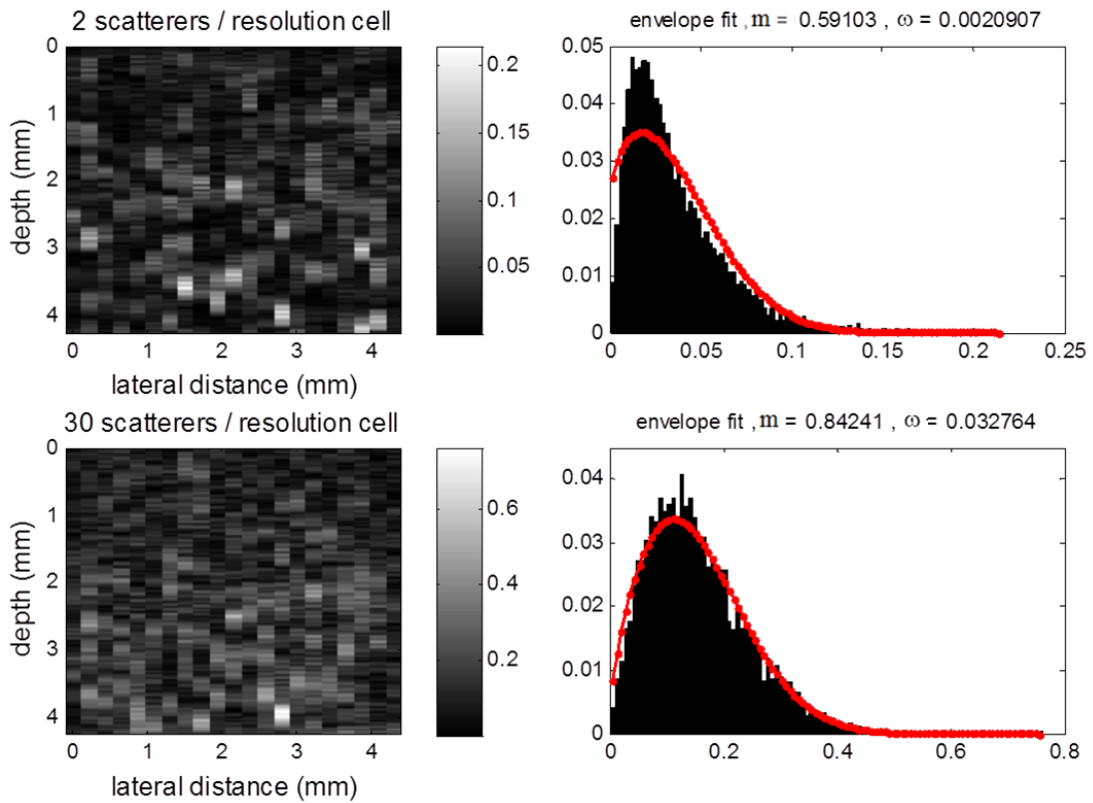 2 scatterers / resolution cell
0
1
2
3
4
depth (mm)
0 1 2 3 4
lateral distance (mm)
0.2
0.15
0.1
0.05
envelope fit , m = 0.59103 , ω = 0.0020907
0.05
0.04
0.03
0.02
0.01
0
0 0.05 0.1 0.15 0.2 0.25
30 scatterers / resolution cell
0
1
2
3
4
depth (mm)
0 1 2 3 4
lateral distance (mm)
0.6
0.4
0.2
envelope fit , m = 0.84241 , ω = 0.032764
0.04
0.03
0.02
0.01
0
0 0.2 0.4 0.6 0.8